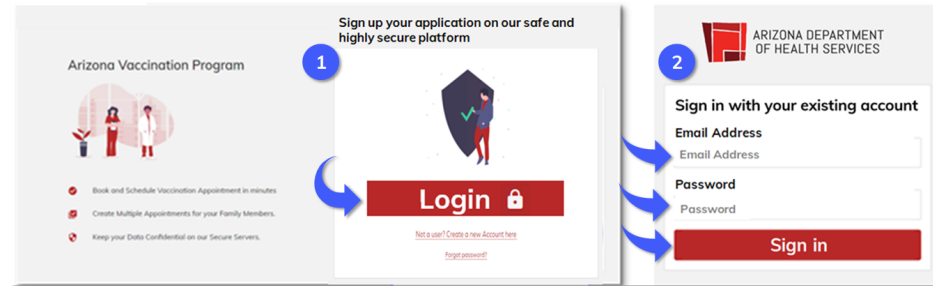 Arizona Vaccination Program
Book and Schedule Vaccination Appointment in minutes
Create Multiple Appointments for your Family Members.
Keep your Data Confidential on our Secure Servers.
Sign up your application on our safe and
highly secure platform
1
Login
Not a user? Create a new Account here
Forgot password?
2
ARIZONA DEPARTMENT
OF HEALTH SERVICES
Sign in with your existing account
Email Address
Email Address
Password
Password
Sign in